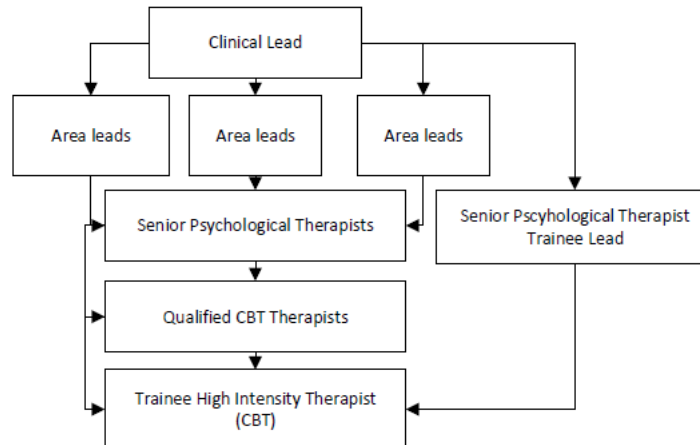 Clinical Lead
Area leads
Area leads
Area leads
Senior Psychological Therapists
Senior Pscyhological Therapist
Trainee Lead
Qualified CBT Therapists
Trainee High Intensity Therapist
(CBT)